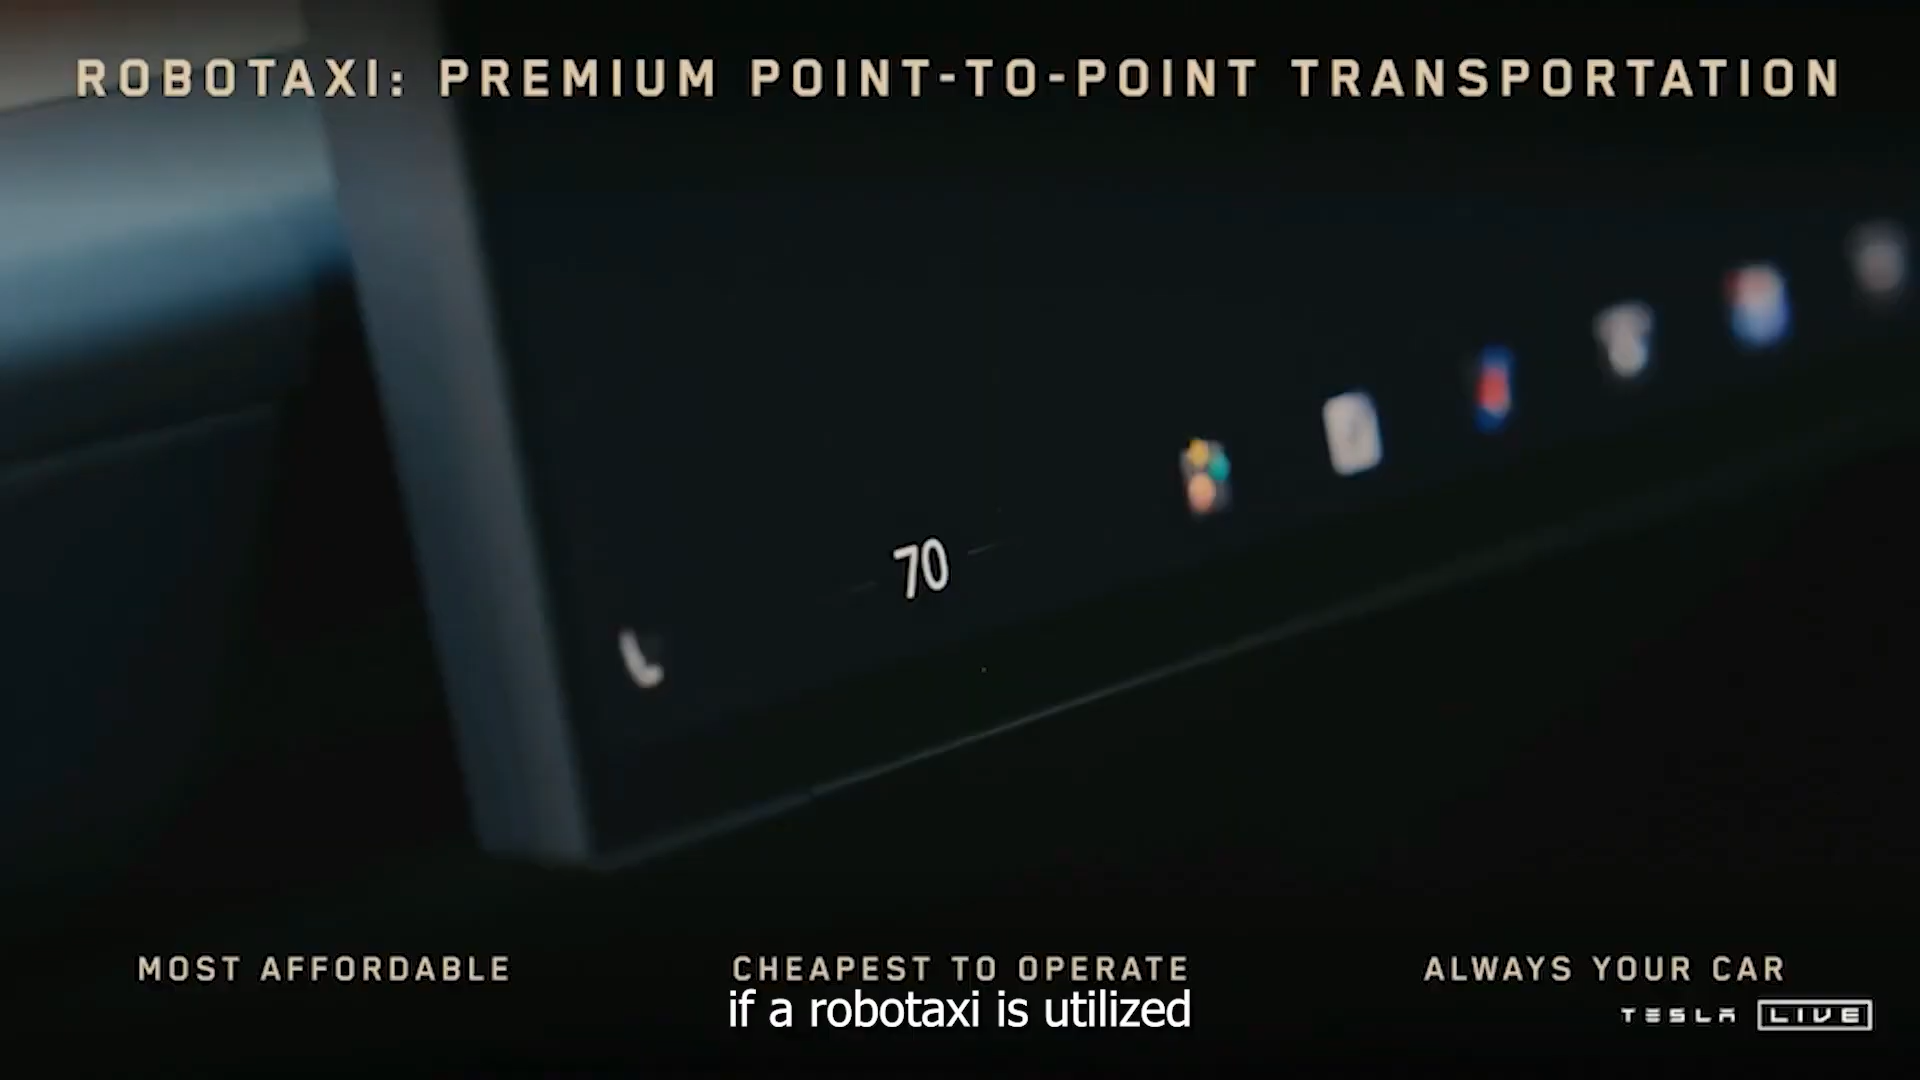 ROBOTAXI: PREMIUM POINT-TO-POINT TRANSPORTATION
70
MOST AFFORDABLE
CHEAPEST TO OPERATE
ALWAYS YOUR CAR
if a robotaxi is utilized
TESLA LIVE